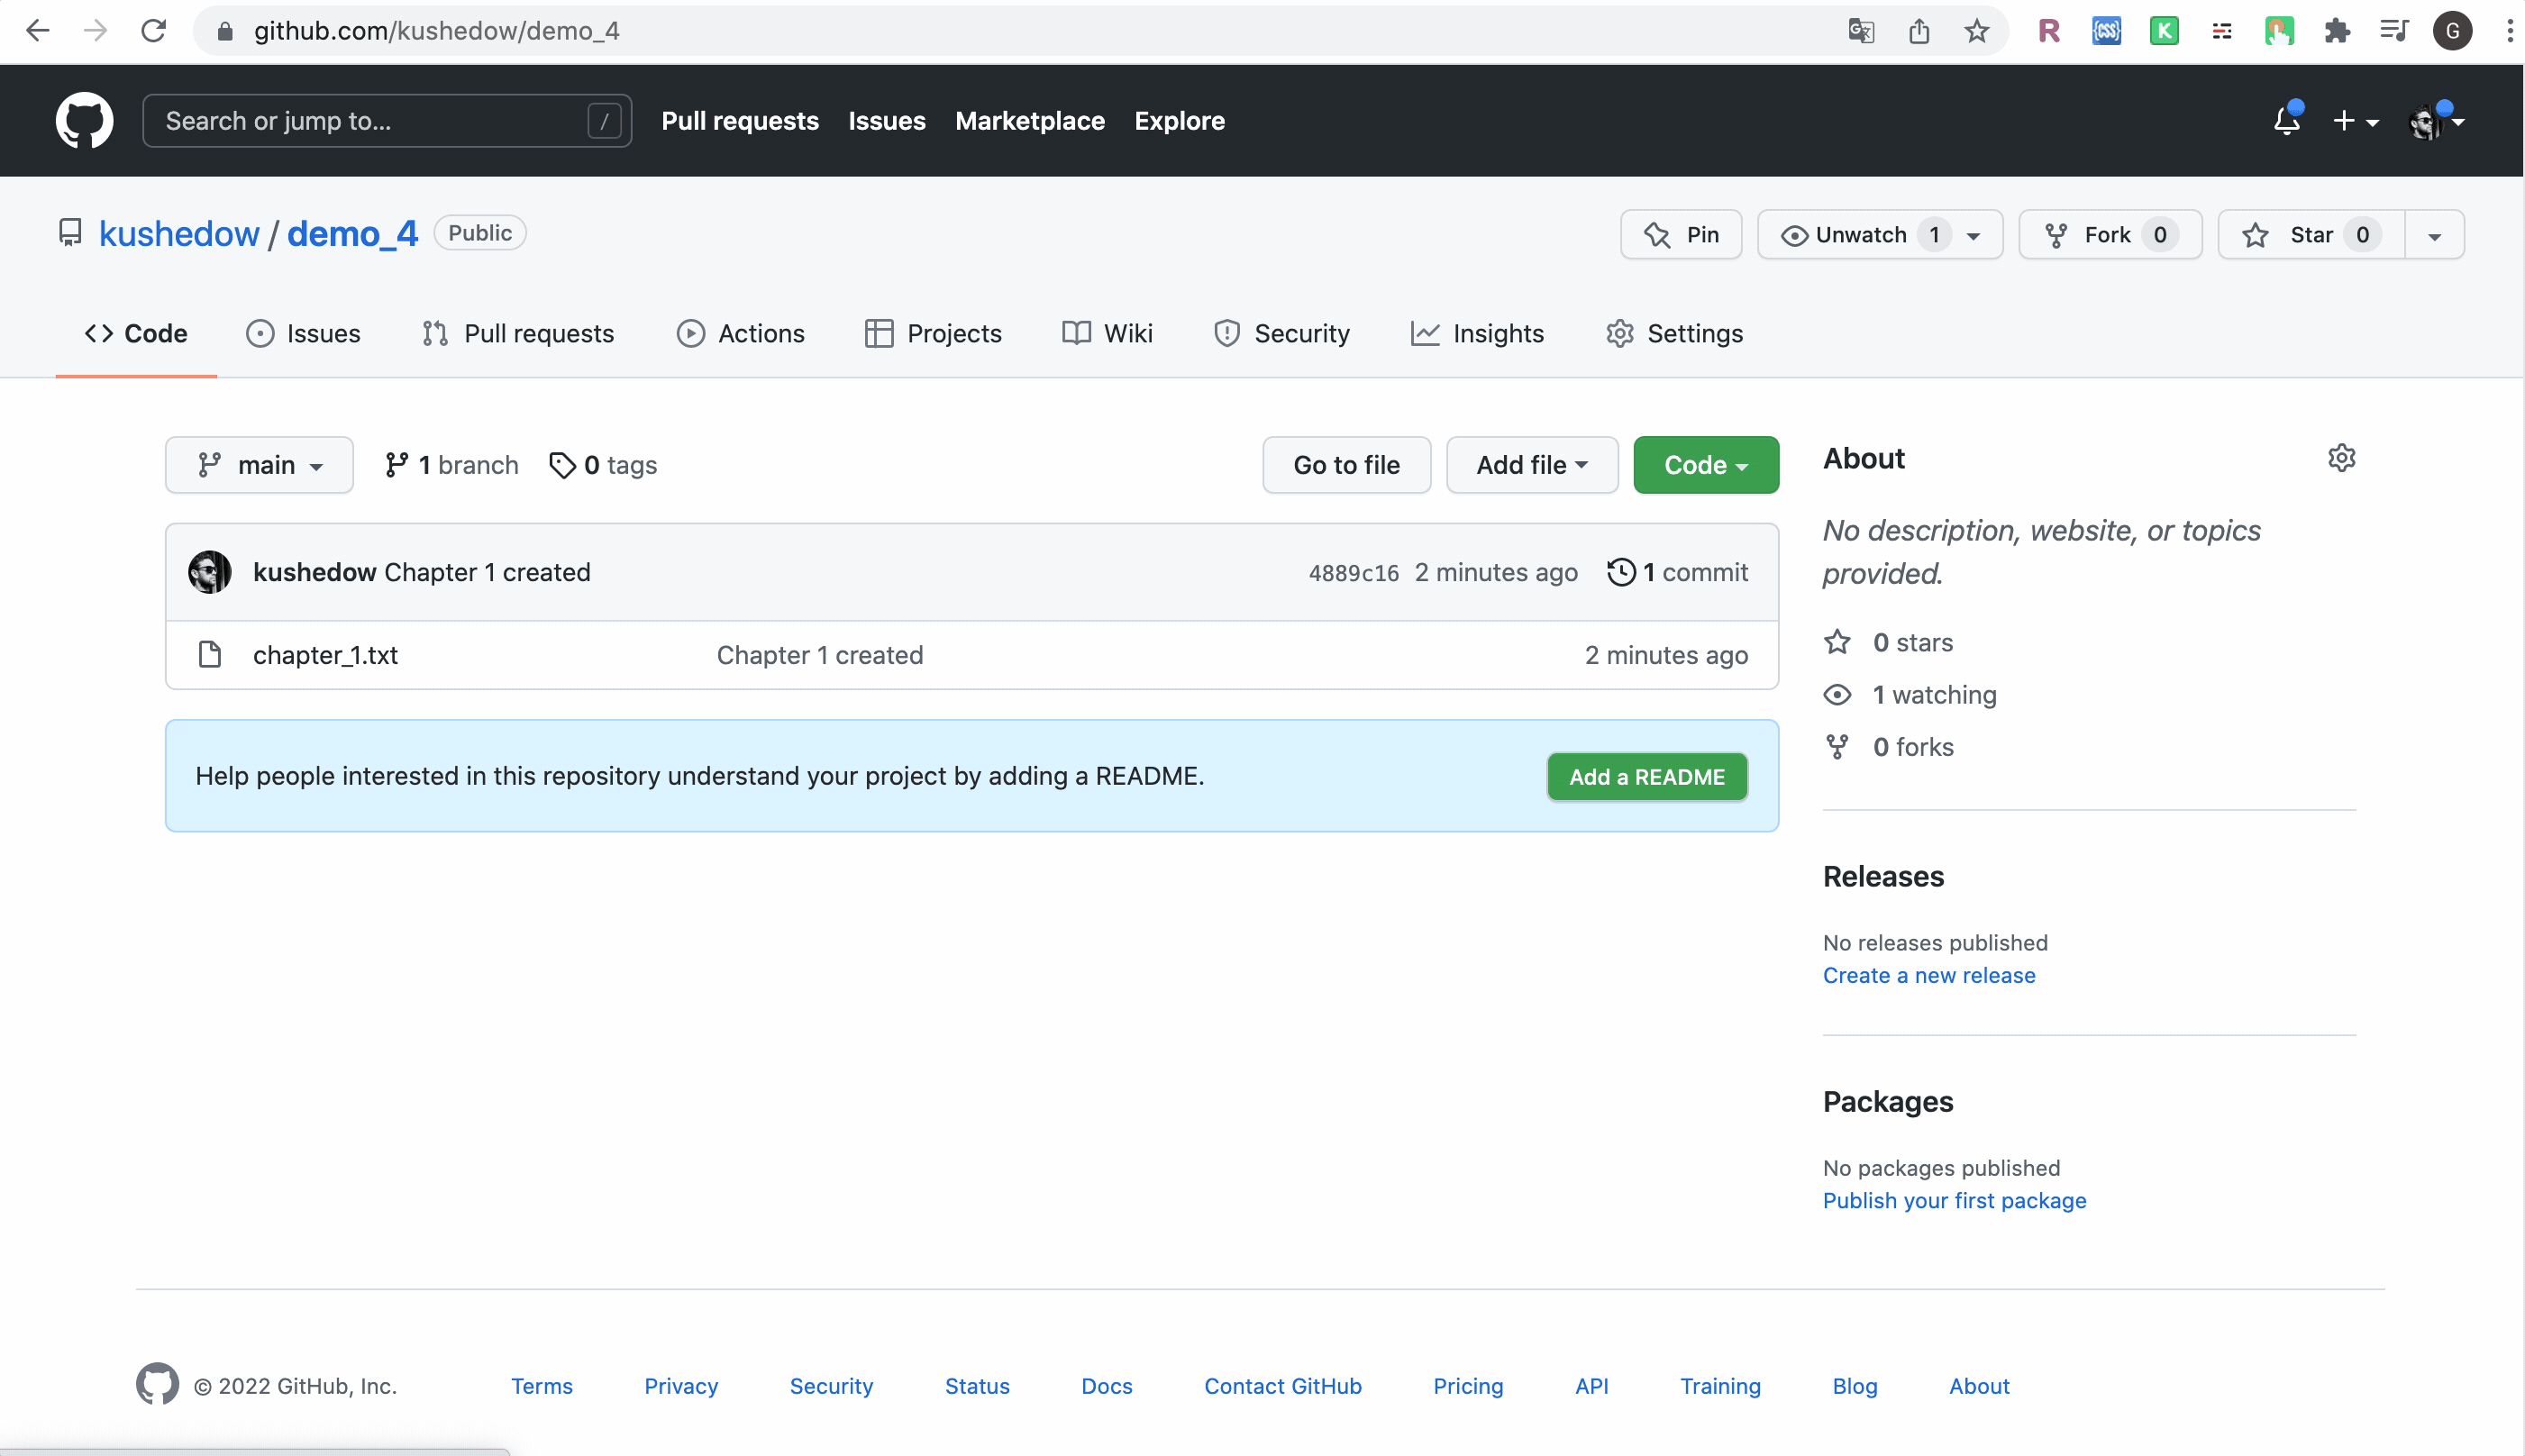 github.com/kushedow/demo_4
G
Search or jump to... /
Pull requests Issues Marketplace Explore
kushedow / demo_4 Public
Pin Unwatch 1 Fork 0 Star 0
Code Issues Pull requests Actions Projects Wiki Security Insights Settings
main 1 branch 0 tags Go to file Add file Code
kushedow Chapter 1 created 4889c16 2 minutes ago 1 commit
chapter_1.txt Chapter 1 created 2 minutes ago
Help people interested in this repository understand your project by adding a README. Add a README
About
No description, website, or topics
provided.
0 stars
1 watching
0 forks
Releases
No releases published
Create a new release
Packages
No packages published
Publish your first package
© 2022 GitHub, Inc. Terms Privacy Security Status Docs Contact GitHub Pricing API Training Blog About